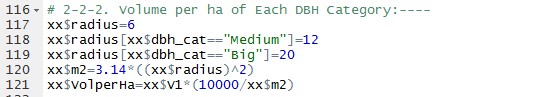 116 # 2-2-2. Volume per ha of Each DBH Category:----
117 xx$radius=6
118 xx$radius[xx$dbh_cat=="Medium"]=12
119 xx$radius[xx$dbh_cat=="Big"]=20
120 xx$m2=3.14*((xx$radius)^2)
121 xx$VolperHa=xx$V1*(10000/xx$m2)